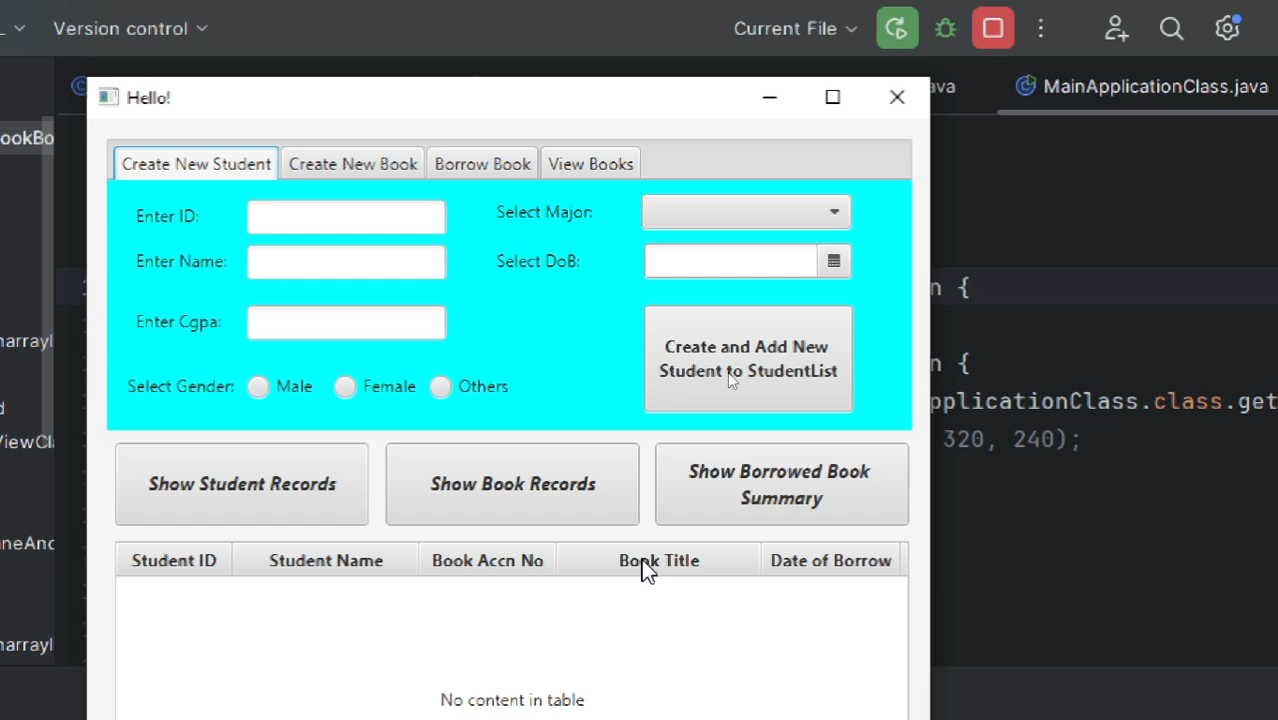 Version control
Current File
Hello!
ava
MainApplicationClass.java
ookBo
Create New Student
Create New Book
Borrow Book
View Books
Enter ID:
Select Major:
Enter Name:
Select DoB:
n {
Enter Cgpa:
narrayl
Create and Add New
Student to StudentList
n {
Select Gender:
Male
Female
Others
pplicationClass.class.get
d
ViewCl
320, 240);
Show Student Records
Show Book Records
Show Borrowed Book
Summary
neAnc
Student ID
Student Name
Book Accn No
Book Title
Date of Borrow
narrayl
No content in table